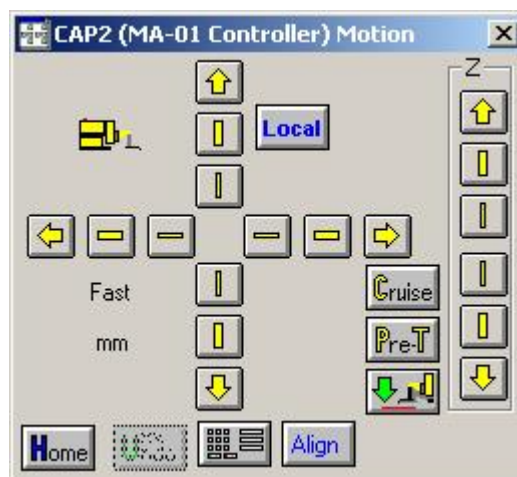 CAP2 (MA-01 Controller) Motion
Z
Local
Fast
Cruise
mm
Pre-T
Home
Align